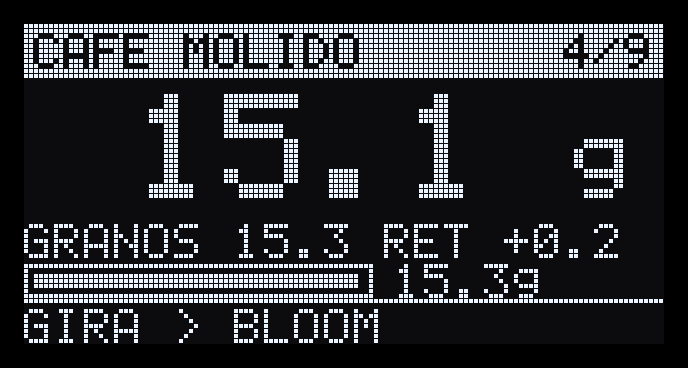 CAFE MOLIDO 4/9
15.1 g
GRANOS 15.3 RET +0.2
15.3g
GIRA > BLOOM